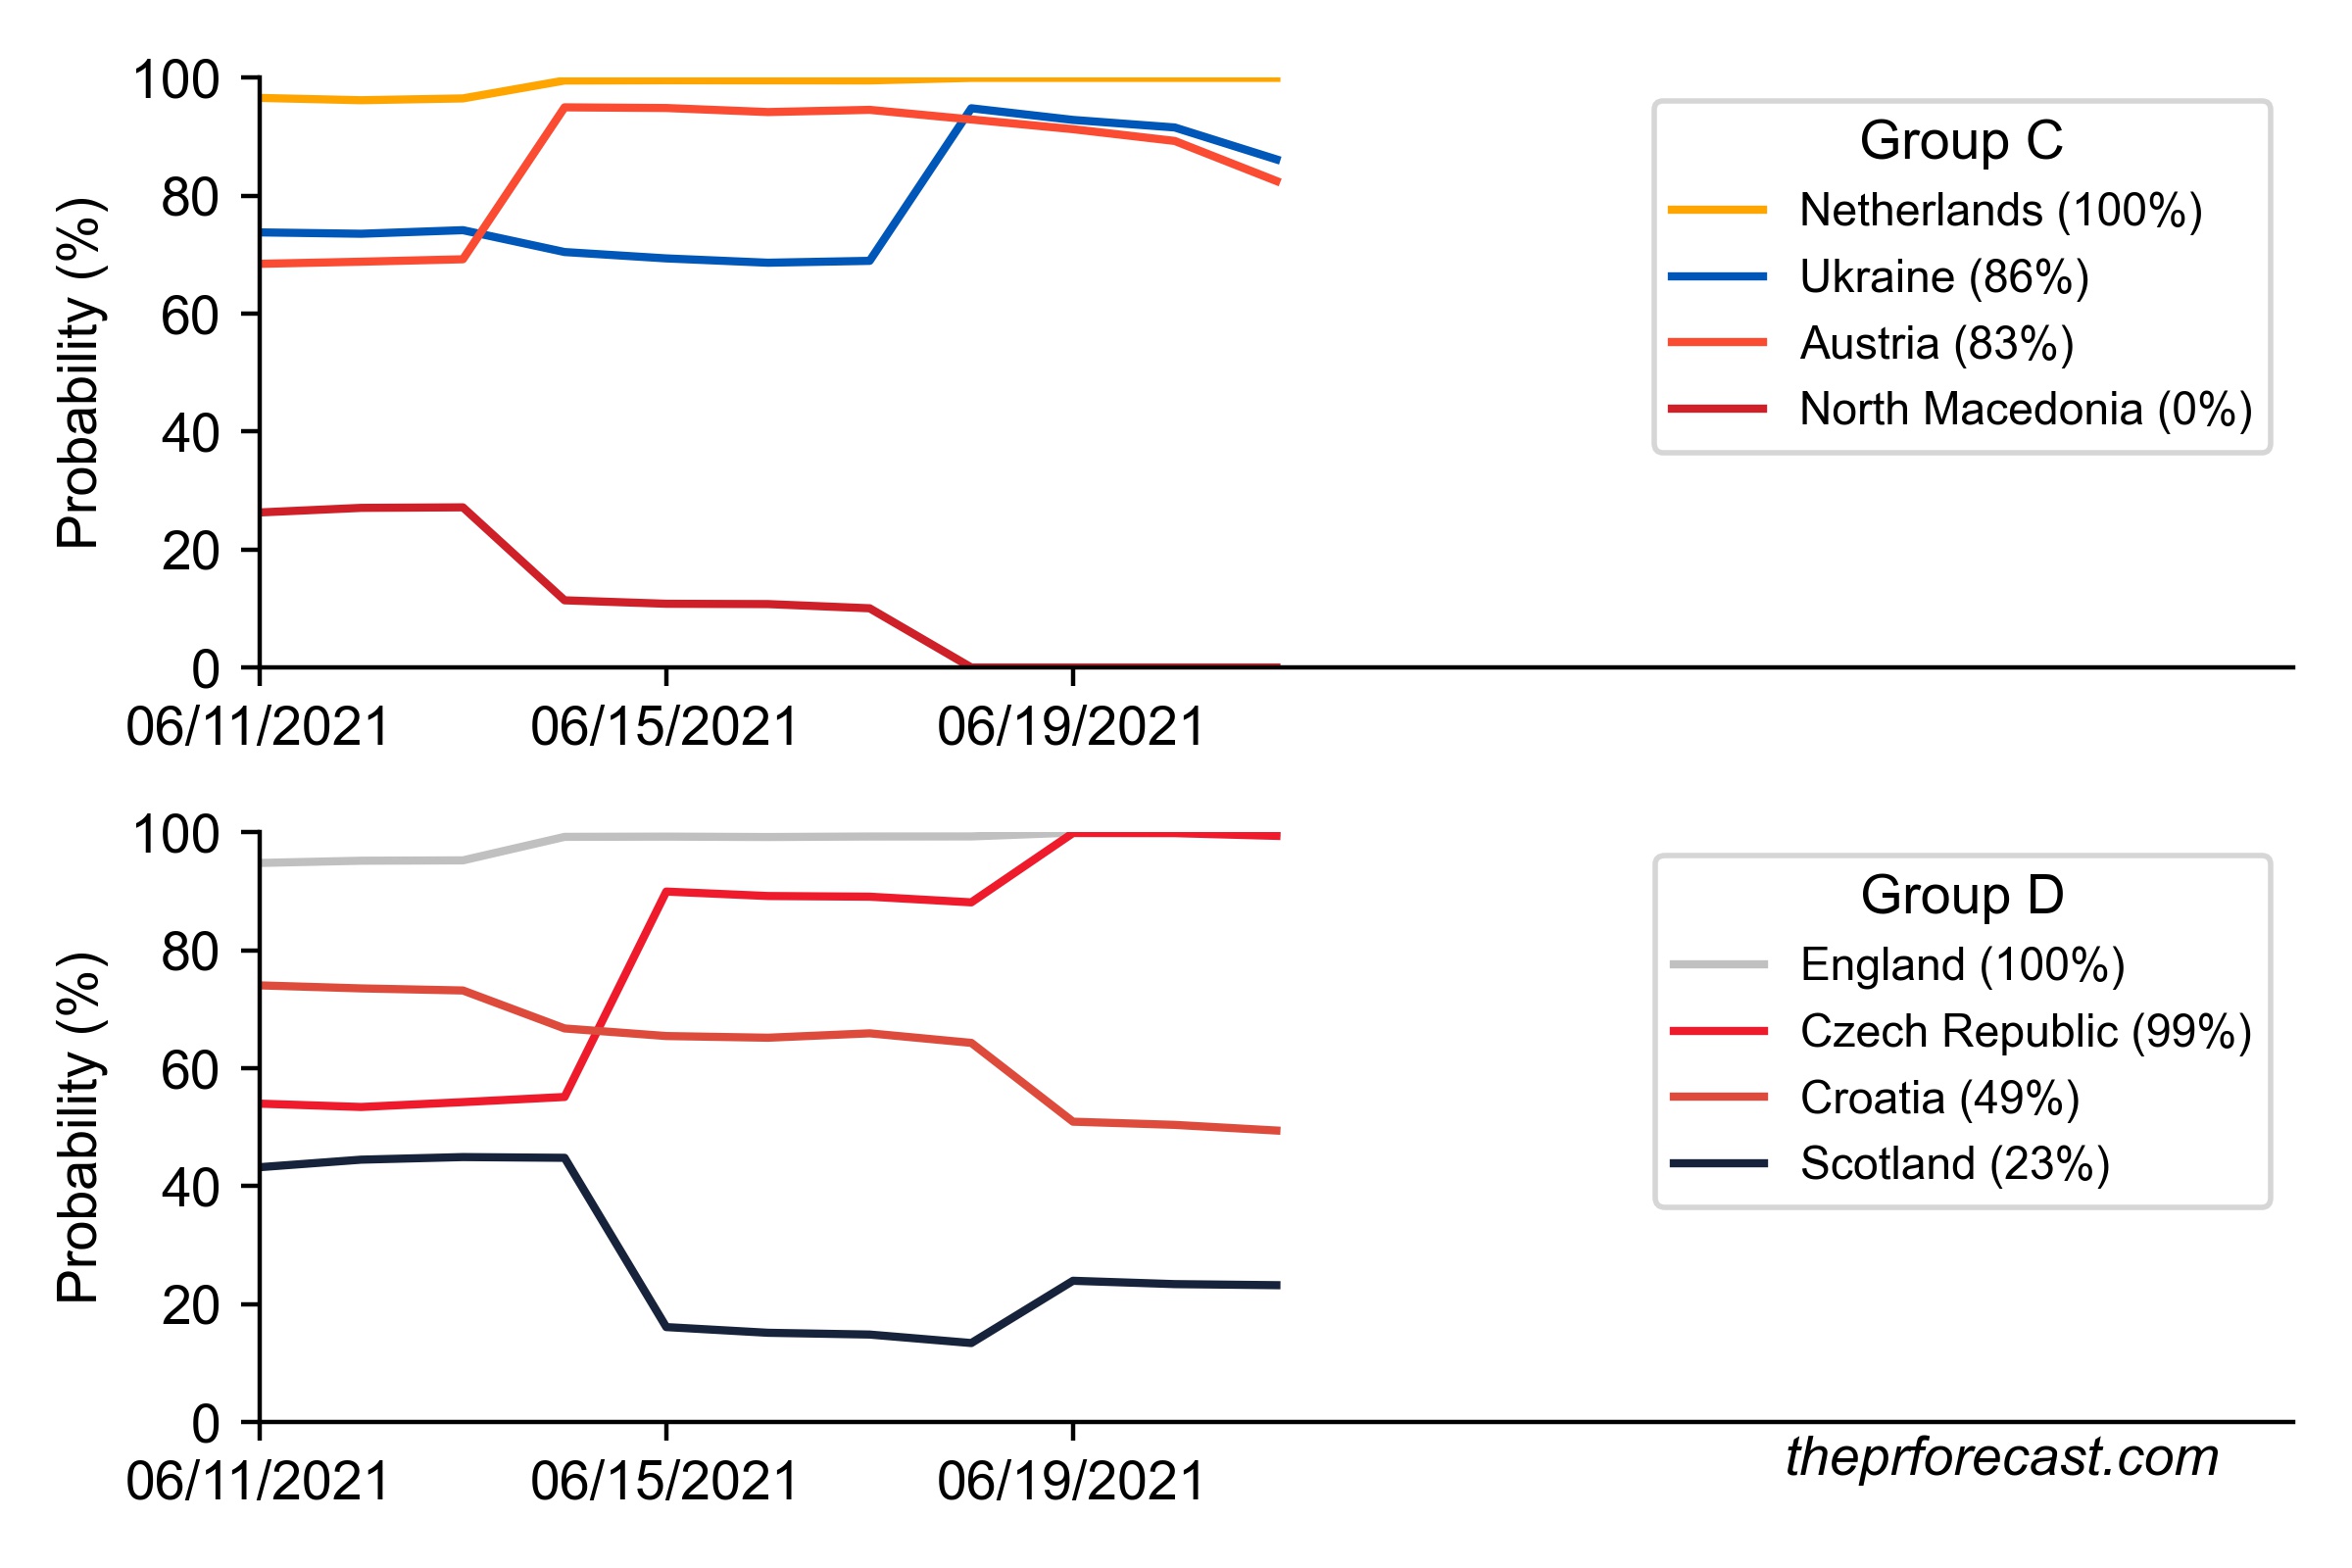 Probability (%)
100
80
60
40
20
0
06/11/2021 06/15/2021 06/19/2021
Group C
Netherlands (100%)
Ukraine (86%)
Austria (83%)
North Macedonia (0%)
Probability (%)
100
80
60
40
20
0
06/11/2021 06/15/2021 06/19/2021
Group D
England (100%)
Czech Republic (99%)
Croatia (49%)
Scotland (23%)
theprforecast.com